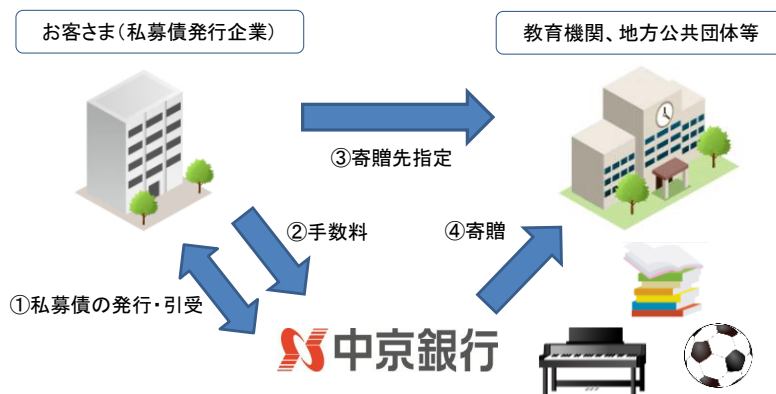 お客さま（私募債発行企業）
教育機関、地方公共団体等
③寄贈先指定
②手数料
④寄贈
①私募債の発行・引受
中京銀行